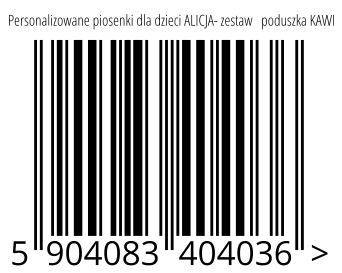 Personalizowane piosenki dla dzieci ALICJA- zestaw   poduszka KAWI
5 904083 404036 >